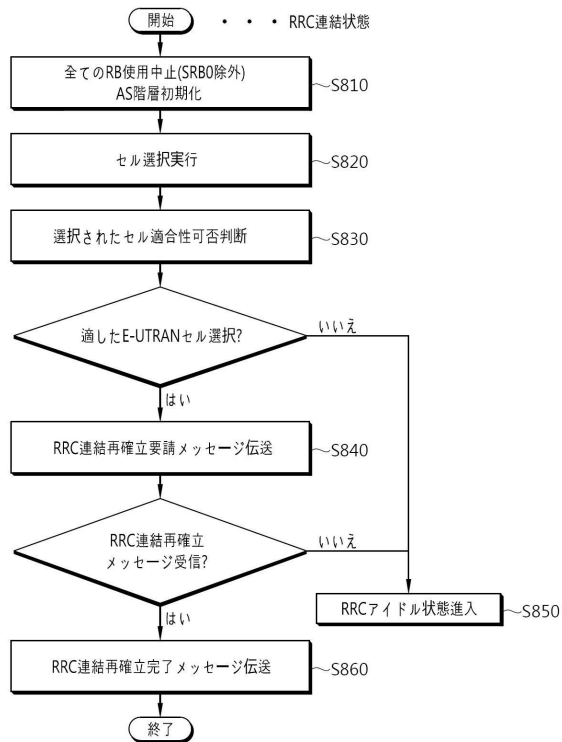 開始
・・・ RRC連結状態
全てのRB使用中止(SRB0除外)
AS階層初期化
S810
セル選択実行
S820
選択されたセル適合性可否判断
S830
適したE-UTRANセル選択?
いいえ
はい
RRC連結再確立要請メッセージ伝送
S840
RRC連結再確立
メッセージ受信?
いいえ
はい
RRCアイドル状態進入
S850
RRC連結再確立完了メッセージ伝送
S860
終了